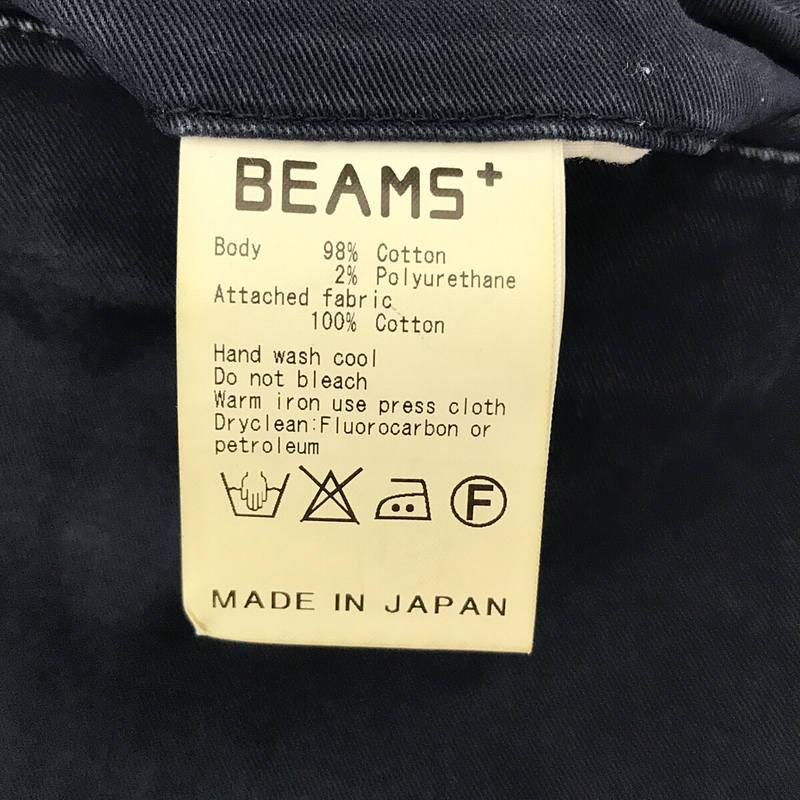 BEAMS+
Body 98% Cotton
2% Polyurethane
Attached fabric
100% Cotton
Hand wash cool
Do not bleach
Warm iron use press cloth
Dryclean:Fluorocarbon or
petroleum
F
MADE IN JAPAN